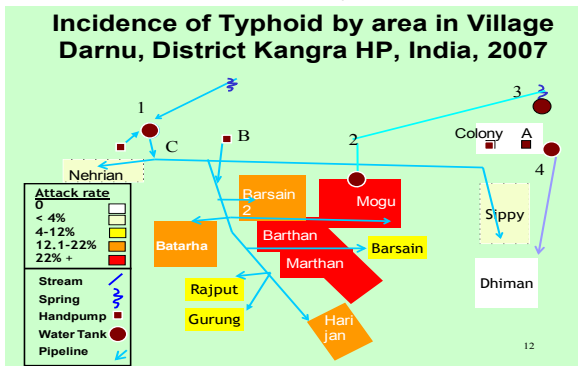 Incidence of Typhoid by area in Village
Darnu, District Kangra HP, India, 2007
3
1
C
B
2
Colony A
4
Nehrian
Attack rate
0
< 4%
4-12%
12.1-22%
22% +
Stream
Spring
Handpump
Water Tank
Pipeline
Barsain
2
Mogu
Sippy
Batarha
Barthan
Barsain
Marthan
Rajput
Dhiman
Gurung
Hari
jan
12